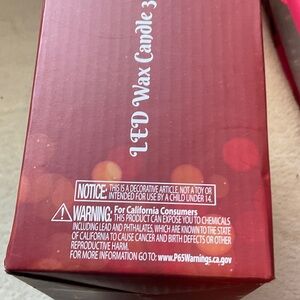 LED Wax Candle 3
NOTICE: THIS IS A DECORATIVE ARTICLE, NOT A TOY OR
INTENDED FOR USE BY A CHILD UNDER 14.
WARNING: For California Consumers
THIS PRODUCT CAN EXPOSE YOU TO CHEMICALS
INCLUDING LEAD AND PHTHALATES, WHICH ARE KNOWN TO THE STATE
OF CALIFORNIA TO CAUSE CANCER AND BIRTH DEFECTS OR OTHER
REPRODUCTIVE HARM.
FOR MORE INFORMATION GO TO: www.P65Warnings.ca.gov